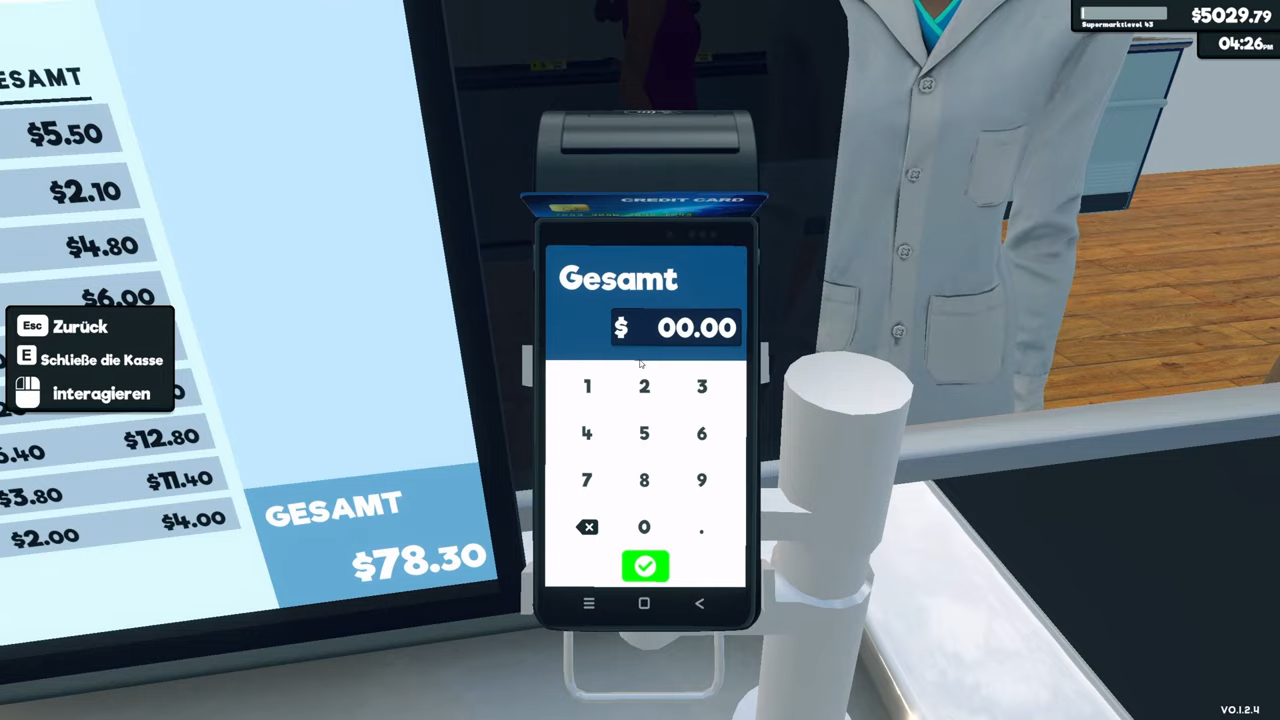 $5029.79
Supermarktlevel 43
04:26PM
ESAMT
$5.50
$2.10
$4.80
$6.00
Esc Zurück
E Schließe die Kasse
interagieren
$12.80
$3.80 $11.40
$2.00 $4.00
GESAMT
$78.30
CREDIT CARD
Gesamt
$ 00.00
1 2 3
4 5 6
7 8 9
0 .
V0.1.2.4